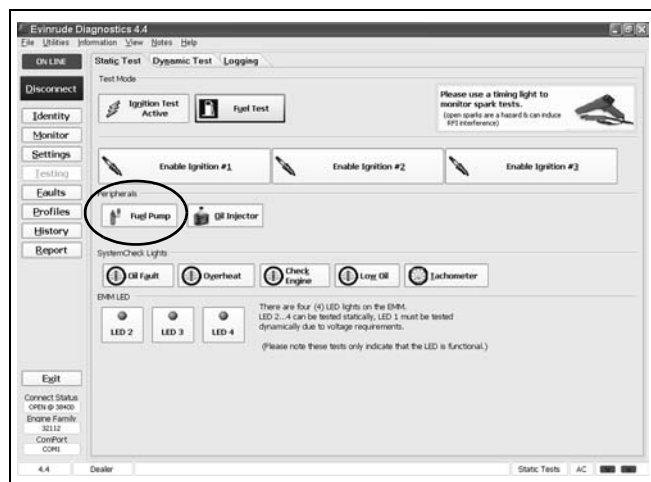 Evinrude Diagnostics 4.4
File Utilities Information View Notes Help
ON LINE
Static Test Dynamic Test Logging
Test Mode
Disconnect
Ignition Test Active
Fuel Test
Please use a timing light to
monitor spark tests.
(open sparks are a hazard & can induce
RFI interference)
Identity
Monitor
Settings
Testing
Enable Ignition #1
Enable Ignition #2
Enable Ignition #3
Faults
Peripherals
Profiles
Fuel Pump
Oil Injector
History
Report
SystemCheck Lights
Oil Fault
Overheat
Check Engine
Low Oil
Tachometer
EMM LED
LED 2
LED 3
LED 4
There are four (4) LED lights on the EMM.
LED 2...4 can be tested statically, LED 1 must be tested
dynamically due to voltage requirements.
(Please note these tests only indicate that the LED is functional.)
Exit
Connect Status
OPEN @ 38400
Engine Family
32112
ComPort
COM1
4.4 Dealer Static Tests AC